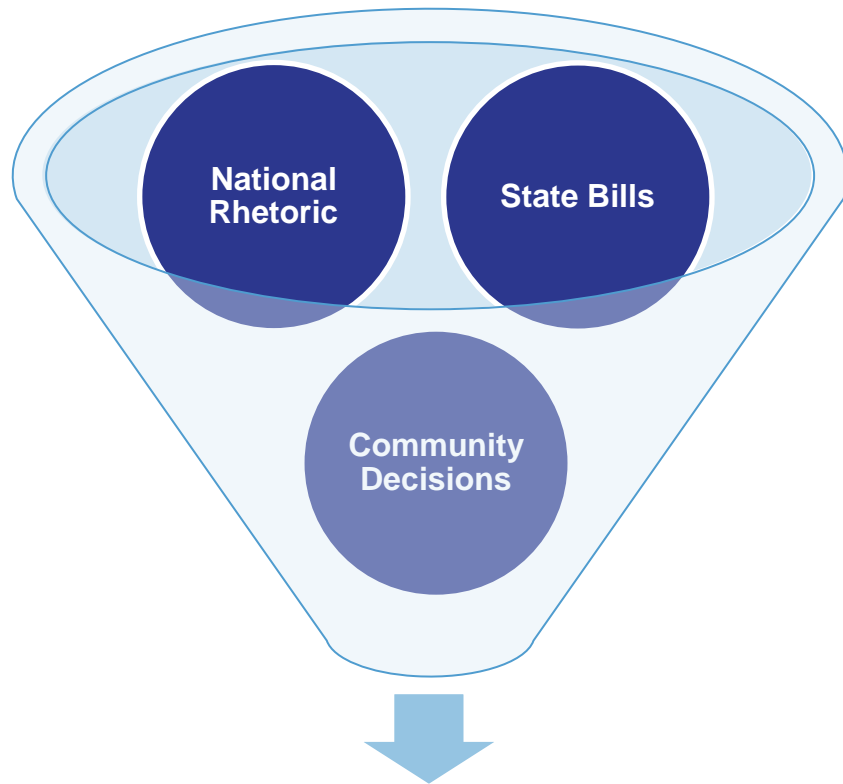 National
Rhetoric
State Bills
Community
Decisions